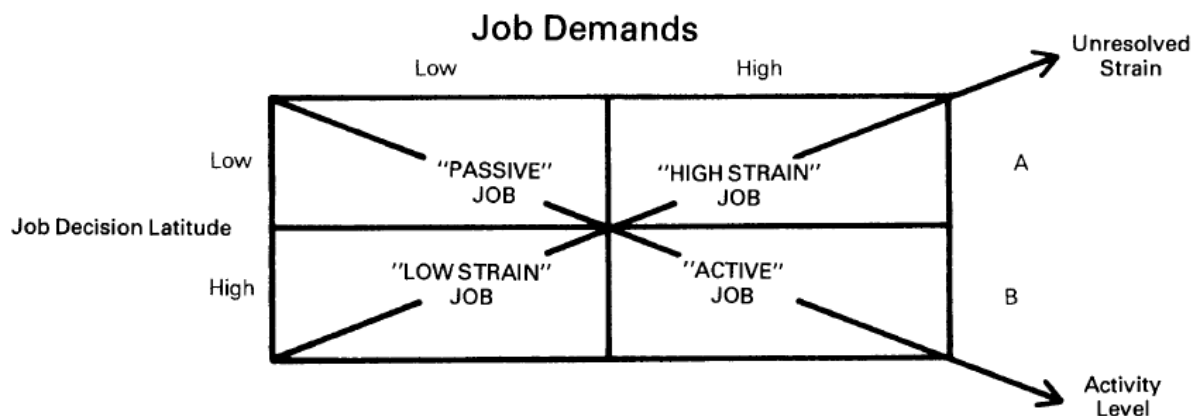 Job Demands
Low
High
Unresolved
Strain
Low
"PASSIVE"
JOB
"HIGH STRAIN"
JOB
A
Job Decision Latitude
High
"LOW STRAIN"
JOB
"ACTIVE"
JOB
B
Activity
Level